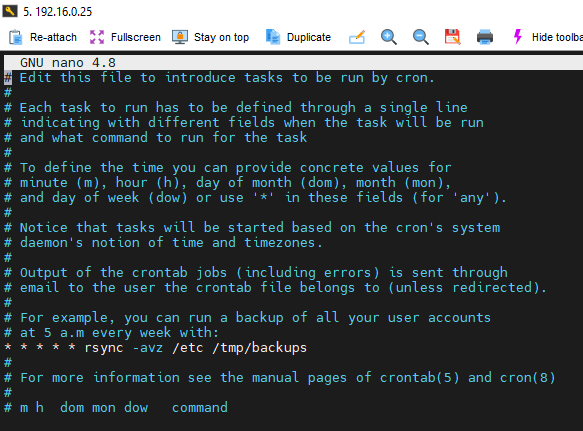 5. 192.16.0.25
Re-attach Fullscreen Stay on top Duplicate Hide toolba
GNU nano 4.8
# Edit this file to introduce tasks to be run by cron.
#
# Each task to run has to be defined through a single line
# indicating with different fields when the task will be run
# and what command to run for the task
#
# To define the time you can provide concrete values for
# minute (m), hour (h), day of month (dom), month (mon),
# and day of week (dow) or use '*' in these fields (for 'any').
#
# Notice that tasks will be started based on the cron's system
# daemon's notion of time and timezones.
#
# Output of the crontab jobs (including errors) is sent through
# email to the user the crontab file belongs to (unless redirected).
#
# For example, you can run a backup of all your user accounts
# at 5 a.m every week with:
* * * * * rsync -avz /etc /tmp/backups
#
# For more information see the manual pages of crontab(5) and cron(8)
#
# m h  dom mon dow   command